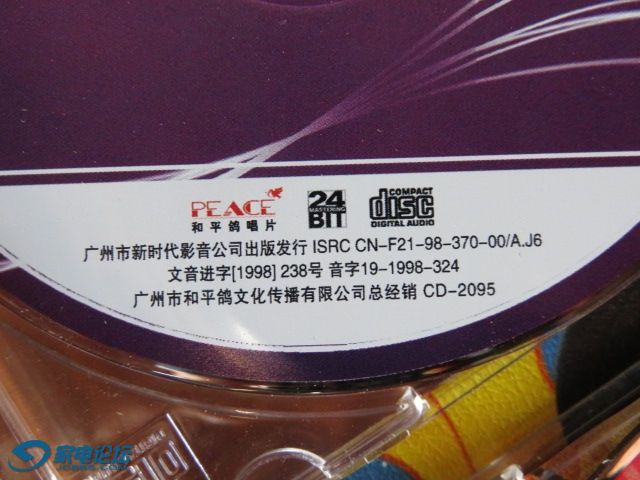 PEACE
和平鸽唱片
24
MASTERING
BIT
COMPACT
disc
DIGITAL AUDIO
广州市新时代影音公司出版发行 ISRC CN-F21-98-370-00/A.J6
文音进字[1998] 238号 音字19-1998-324
广州市和平鸽文化传播有限公司总经销 CD-2095
家电论坛